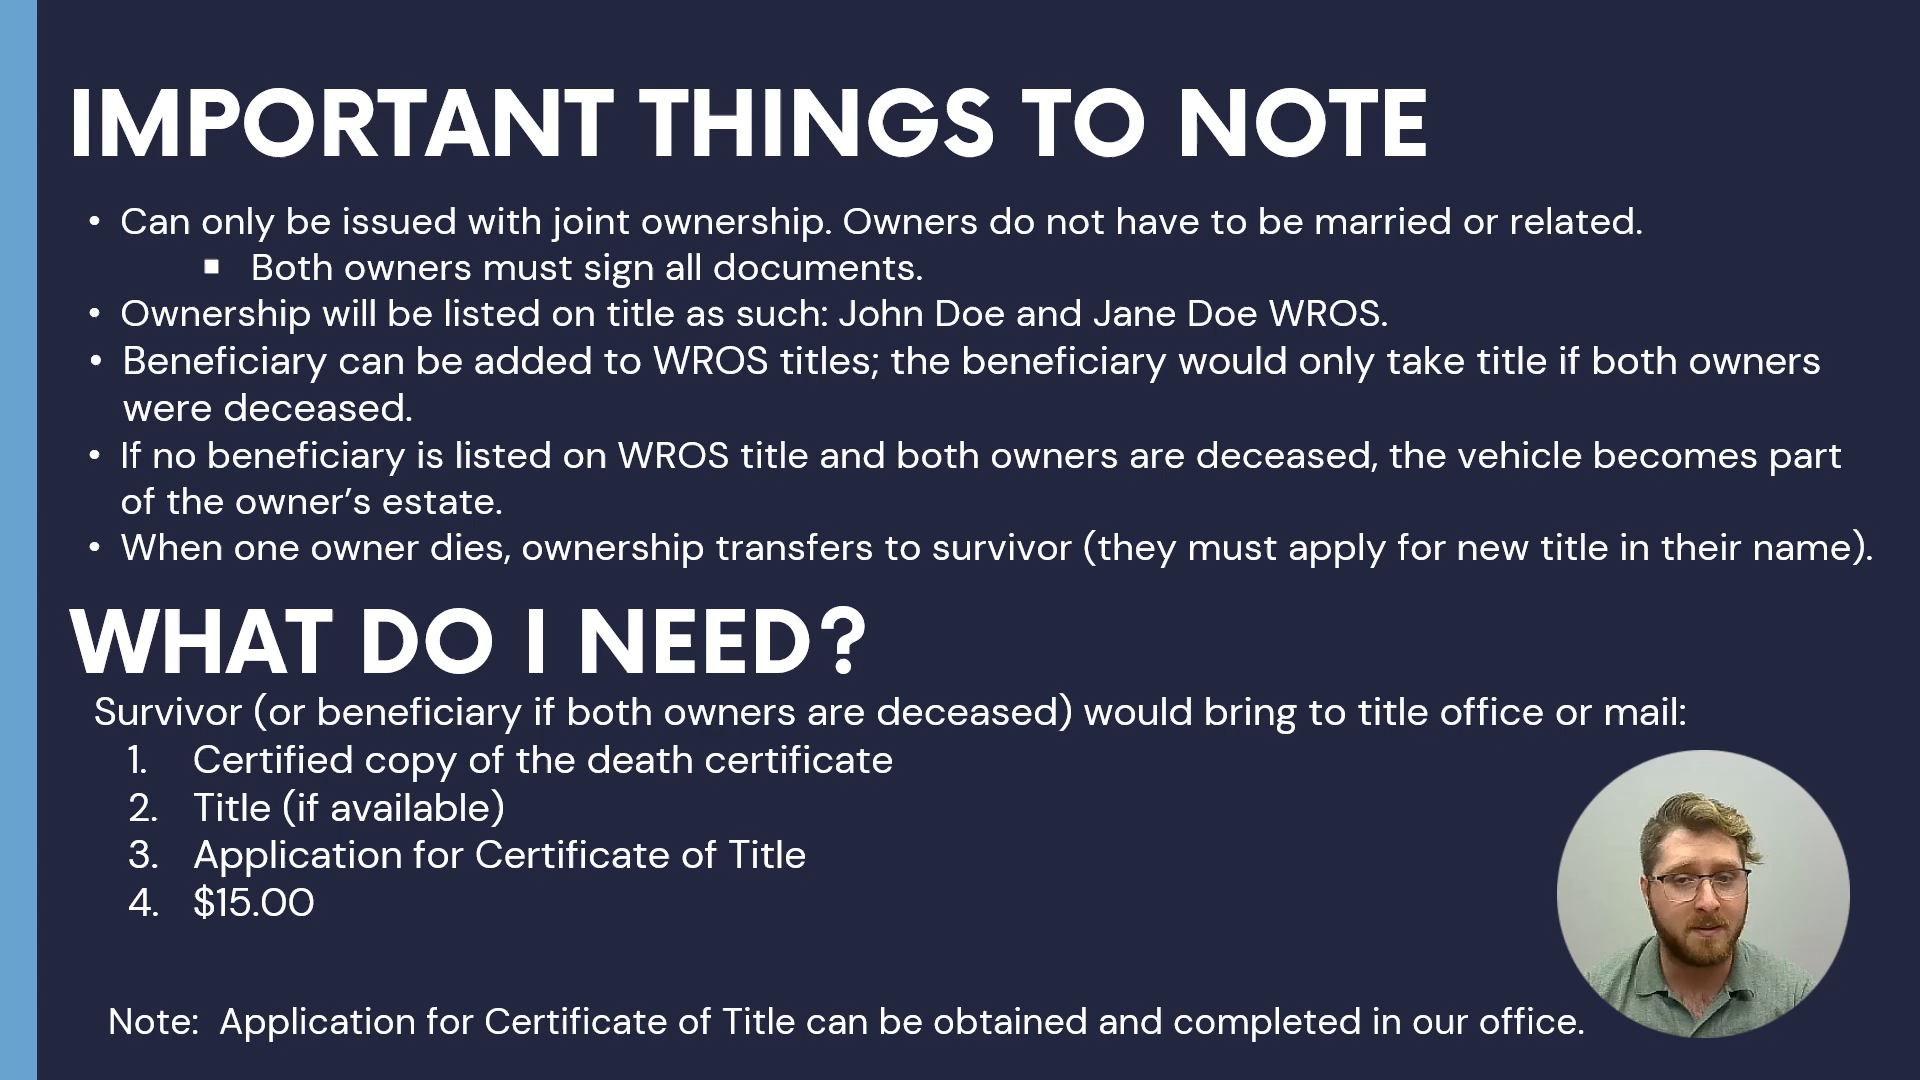 IMPORTANT THINGS TO NOTE
• Can only be issued with joint ownership. Owners do not have to be married or related.
▪ Both owners must sign all documents.
• Ownership will be listed on title as such: John Doe and Jane Doe WROS.
• Beneficiary can be added to WROS titles; the beneficiary would only take title if both owners
were deceased.
• If no beneficiary is listed on WROS title and both owners are deceased, the vehicle becomes part
of the owner’s estate.
• When one owner dies, ownership transfers to survivor (they must apply for new title in their name).
WHAT DO I NEED?
Survivor (or beneficiary if both owners are deceased) would bring to title office or mail:
1. Certified copy of the death certificate
2. Title (if available)
3. Application for Certificate of Title
4. $15.00
Note: Application for Certificate of Title can be obtained and completed in our office.